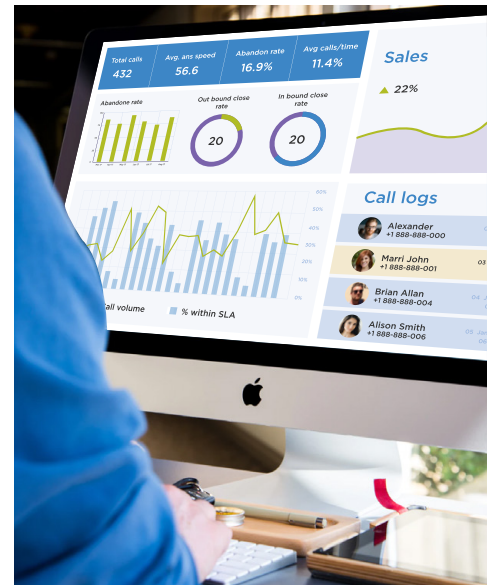 Total calls
432
Avg. ans speed
56.6
Abandon rate
16.9%
Avg calls/time
11.4%
Sales
22%
Abandone rate
Out bound close
rate
20
In bound close
rate
20
60%
50%
40%
30%
20%
10%
0%
all volume
% within SLA
Call logs
Alexander
+1 888-888-000
Marri John
+1 888-888-001
03
Brian Allan
+1 888-888-004
Alison Smith
+1 888-888-006